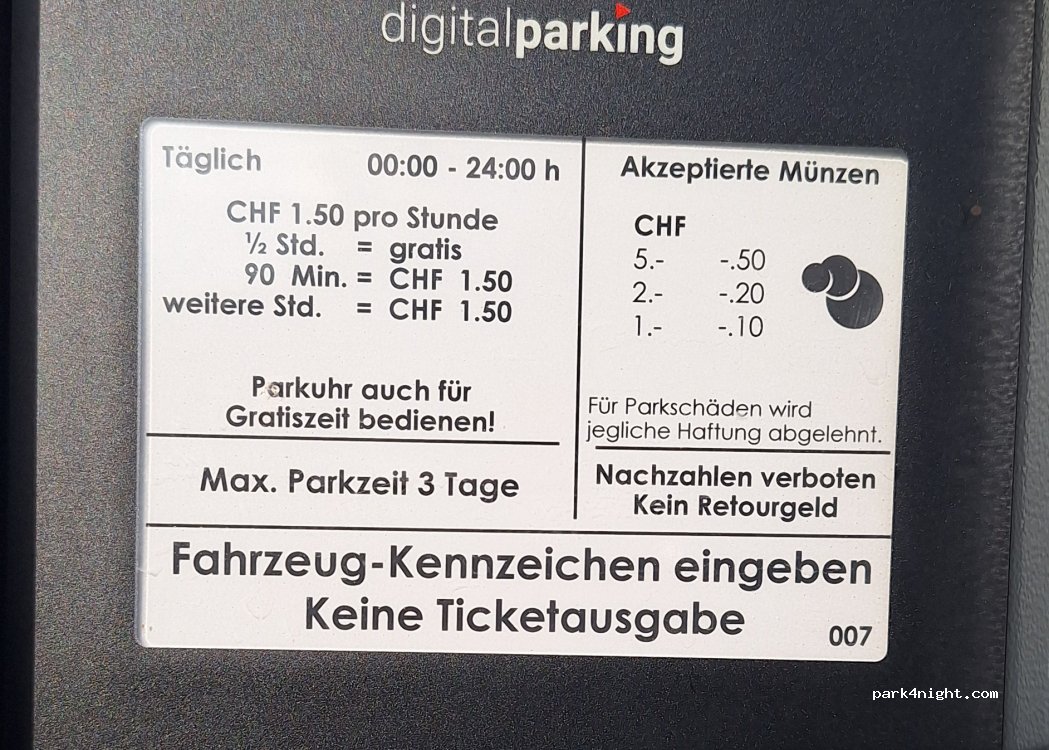 digitalparking
Täglich 00:00 - 24:00 h
CHF 1.50 pro Stunde
½ Std. = gratis
90 Min. = CHF 1.50
weitere Std. = CHF 1.50
Parkuhr auch für
Gratiszeit bedienen!
Max. Parkzeit 3 Tage
Akzeptierte Münzen
CHF
5.- -.50
2.- -.20
1.- -.10
Für Parkschäden wird
jegliche Haftung abgelehnt.
Nachzahlen verboten
Kein Retourgeld
Fahrzeug-Kennzeichen eingeben
Keine Ticketausgabe
007
park4night.com